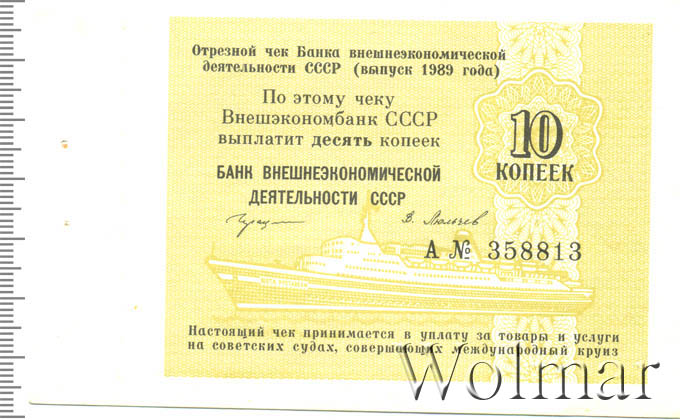 Отрезной чек Банка внешнеэкономической
деятельности СССР (выпуск 1989 года)
По этому чеку
Внешэкономбанк СССР
выплатит десять копеек
10
КОПЕЕК
БАНК ВНЕШНЕЭКОНОМИЧЕСКОЙ
ДЕЯТЕЛЬНОСТИ СССР
А № 358813
Настоящий чек принимается в уплату за товары и услуги
на советских судах, совершающих международный круиз
Wolmar